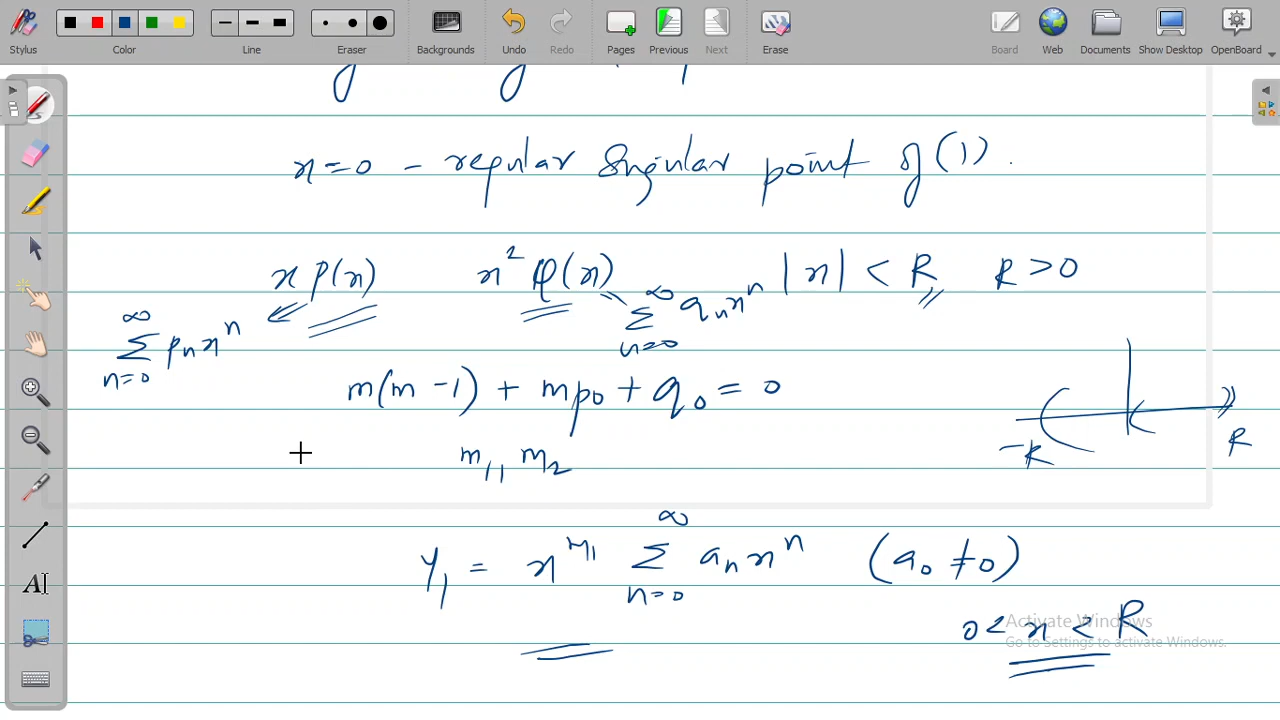 Stylus Color Line Eraser Backgrounds Undo Redo Pages Previous Next Erase Board Web Documents Show Desktop OpenBoard
x=0 - regular singular point of (1).
x P(x) x² Q(x) |x| < R R > 0
∞ Σ n=0 pₙxⁿ ∞ Σ n=0 qₙxⁿ
m(m-1) + mp₀ + q₀ = 0
-R R
m₁, m₂
y₁ = x^m₁ ∞ Σ n=0 aₙxⁿ (a₀ ≠ 0)
0 < x < R
Activate Windows
Go to Settings to activate Windows.
AI